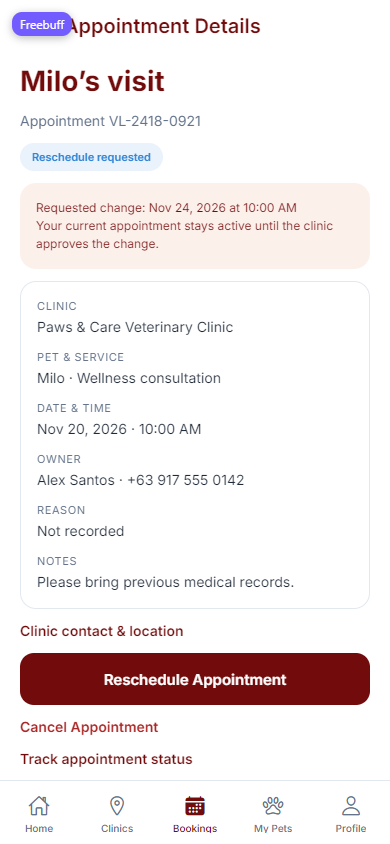 Freebuff
Appointment Details
Milo’s visit
Appointment VL-2418-0921
Reschedule requested
Requested change: Nov 24, 2026 at 10:00 AM
Your current appointment stays active until the clinic
approves the change.
CLINIC
Paws & Care Veterinary Clinic
PET & SERVICE
Milo · Wellness consultation
DATE & TIME
Nov 20, 2026 · 10:00 AM
OWNER
Alex Santos · +63 917 555 0142
REASON
Not recorded
NOTES
Please bring previous medical records.
Clinic contact & location
Reschedule Appointment
Cancel Appointment
Track appointment status
Home
Clinics
Bookings
My Pets
Profile